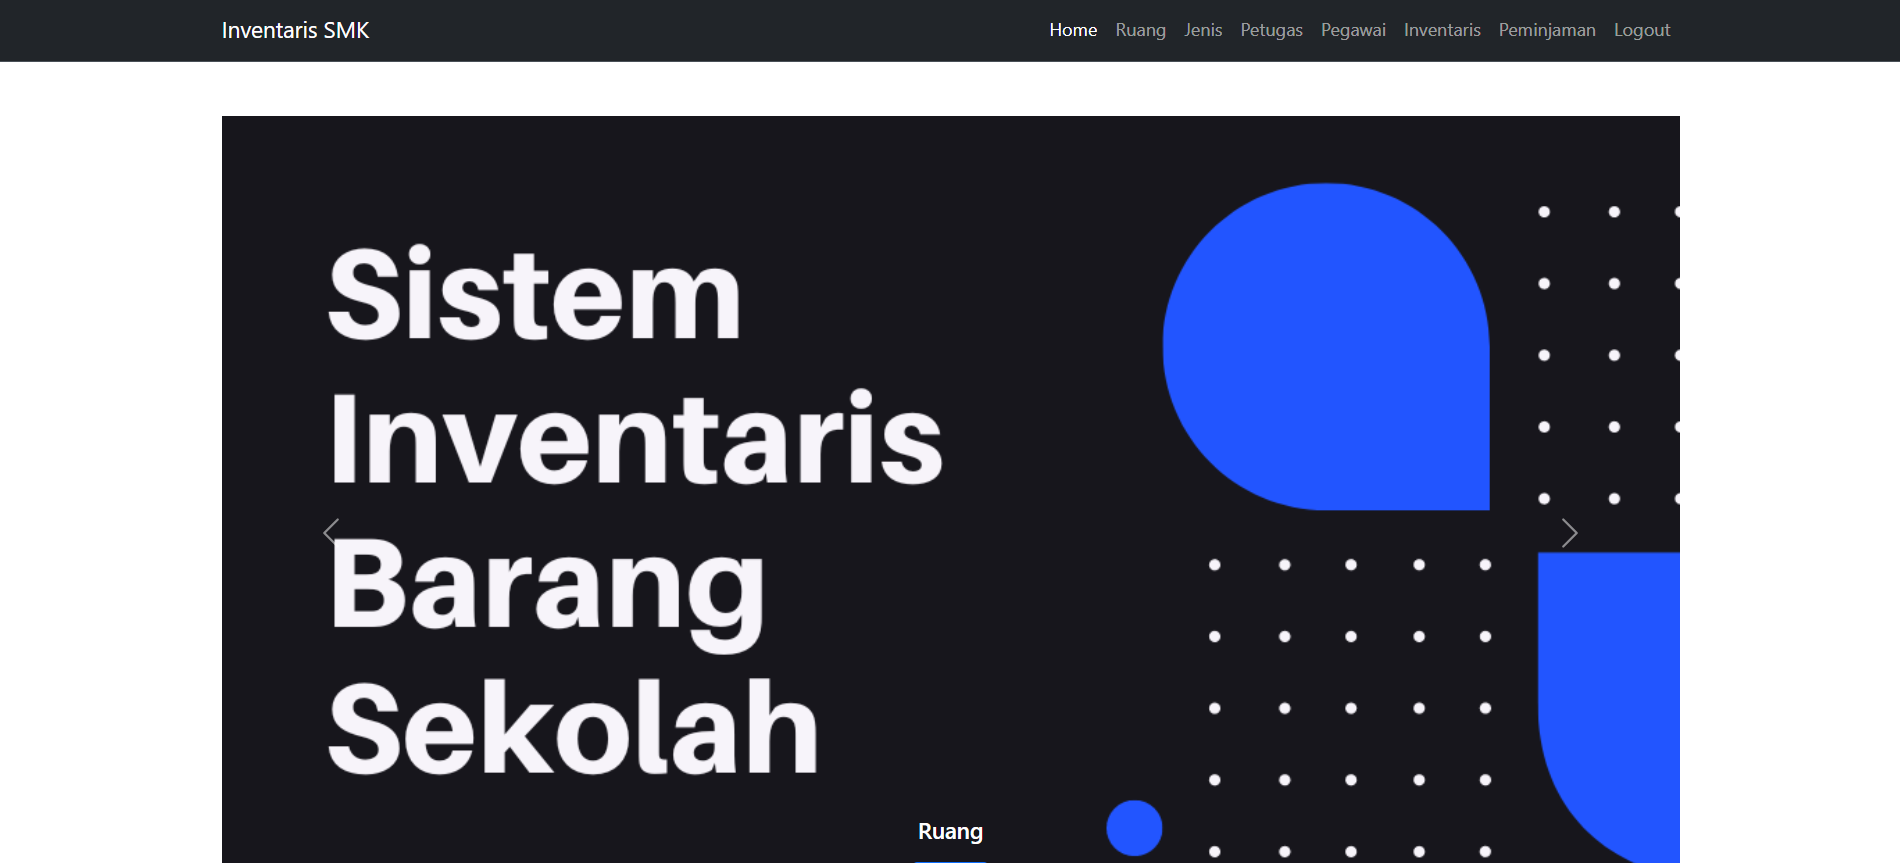 Inventaris SMK
Home Ruang Jenis Petugas Pegawai Inventaris Peminjaman Logout
Sistem
Inventaris
Barang
Sekolah
Ruang